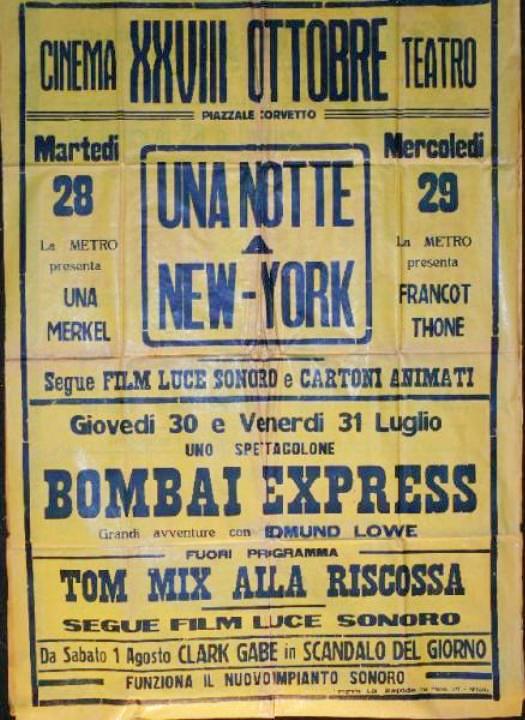 CINEMA XXVIII OTTOBRE TEATRO
PIAZZALE CORVETTO
Martedì
28
La METRO
presenta
UNA
MERKEL
UNA NOTTE
A
NEW-YORK
Mercoledì
29
La METRO
presenta
FRANCOT
THONE
Segue FILM LUCE SONORO e CARTONI ANIMATI
Giovedì 30 e Venerdì 31 Luglio
UNO SPETTACOLONE
BOMBAI EXPRESS
Grandi avventure con EDMUND LOWE
FUORI PROGRAMMA
TOM MIX ALLA RISCOSSA
SEGUE FILM LUCE SONORO
Da Sabato 1 Agosto CLARK GABE in SCANDALO DEL GIORNO
FUNZIONA IL NUOVO IMPIANTO SONORO